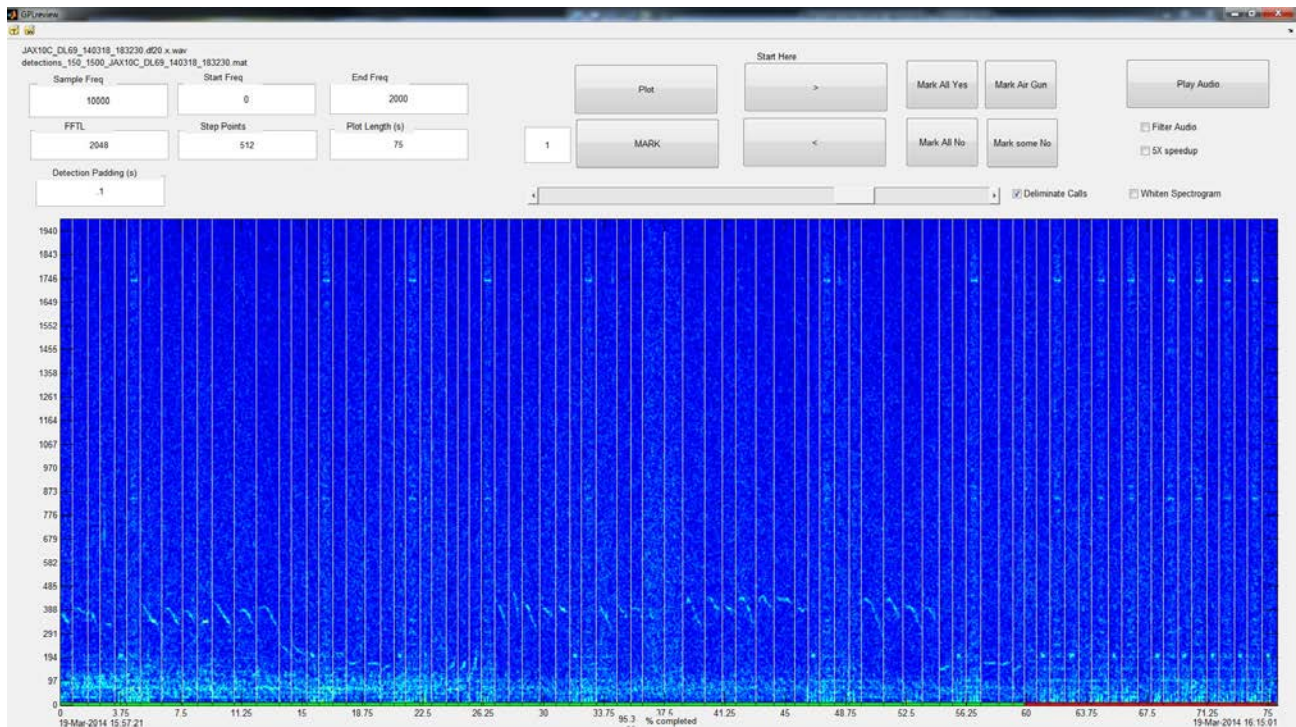 GPLreview
JAX10C_DL69_140318_183230.df20.x.wav
detections_150_1500_JAX10C_DL69_140318_183230.mat
Sample Freq
Start Freq
End Freq
10000
0
2000
FFTL
Step Points
Plot Length (s)
2048
512
75
Detection Padding (s)
.1
Start Here
Plot
>
Mark All Yes
Mark Air Gun
Play Audio
1
MARK
<
Mark All No
Mark some No
Filter Audio
5X speedup
Deliminate Calls
Whiten Spectrogram
1940
1843
1746
1649
1552
1455
1358
1261
1164
1067
970
873
776
679
582
485
388
291
194
97
0
0 3.75 7.5 11.25 15 18.75 22.5 26.25 30 33.75 37.5 41.25 45 48.75 52.5 56.25 60 63.75 67.5 71.25 75
19-Mar-2014 15:57:21
95.3 % completed
19-Mar-2014 16:15:01